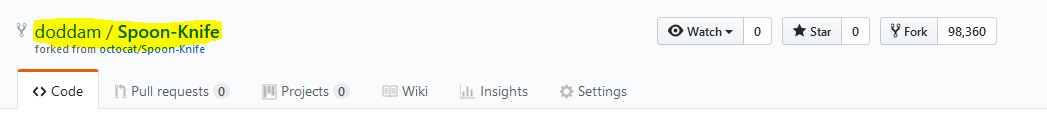 doddam / Spoon-Knife
forked from octocat/Spoon-Knife
Watch 0 Star 0 Fork 98,360
Code Pull requests 0 Projects 0 Wiki Insights Settings